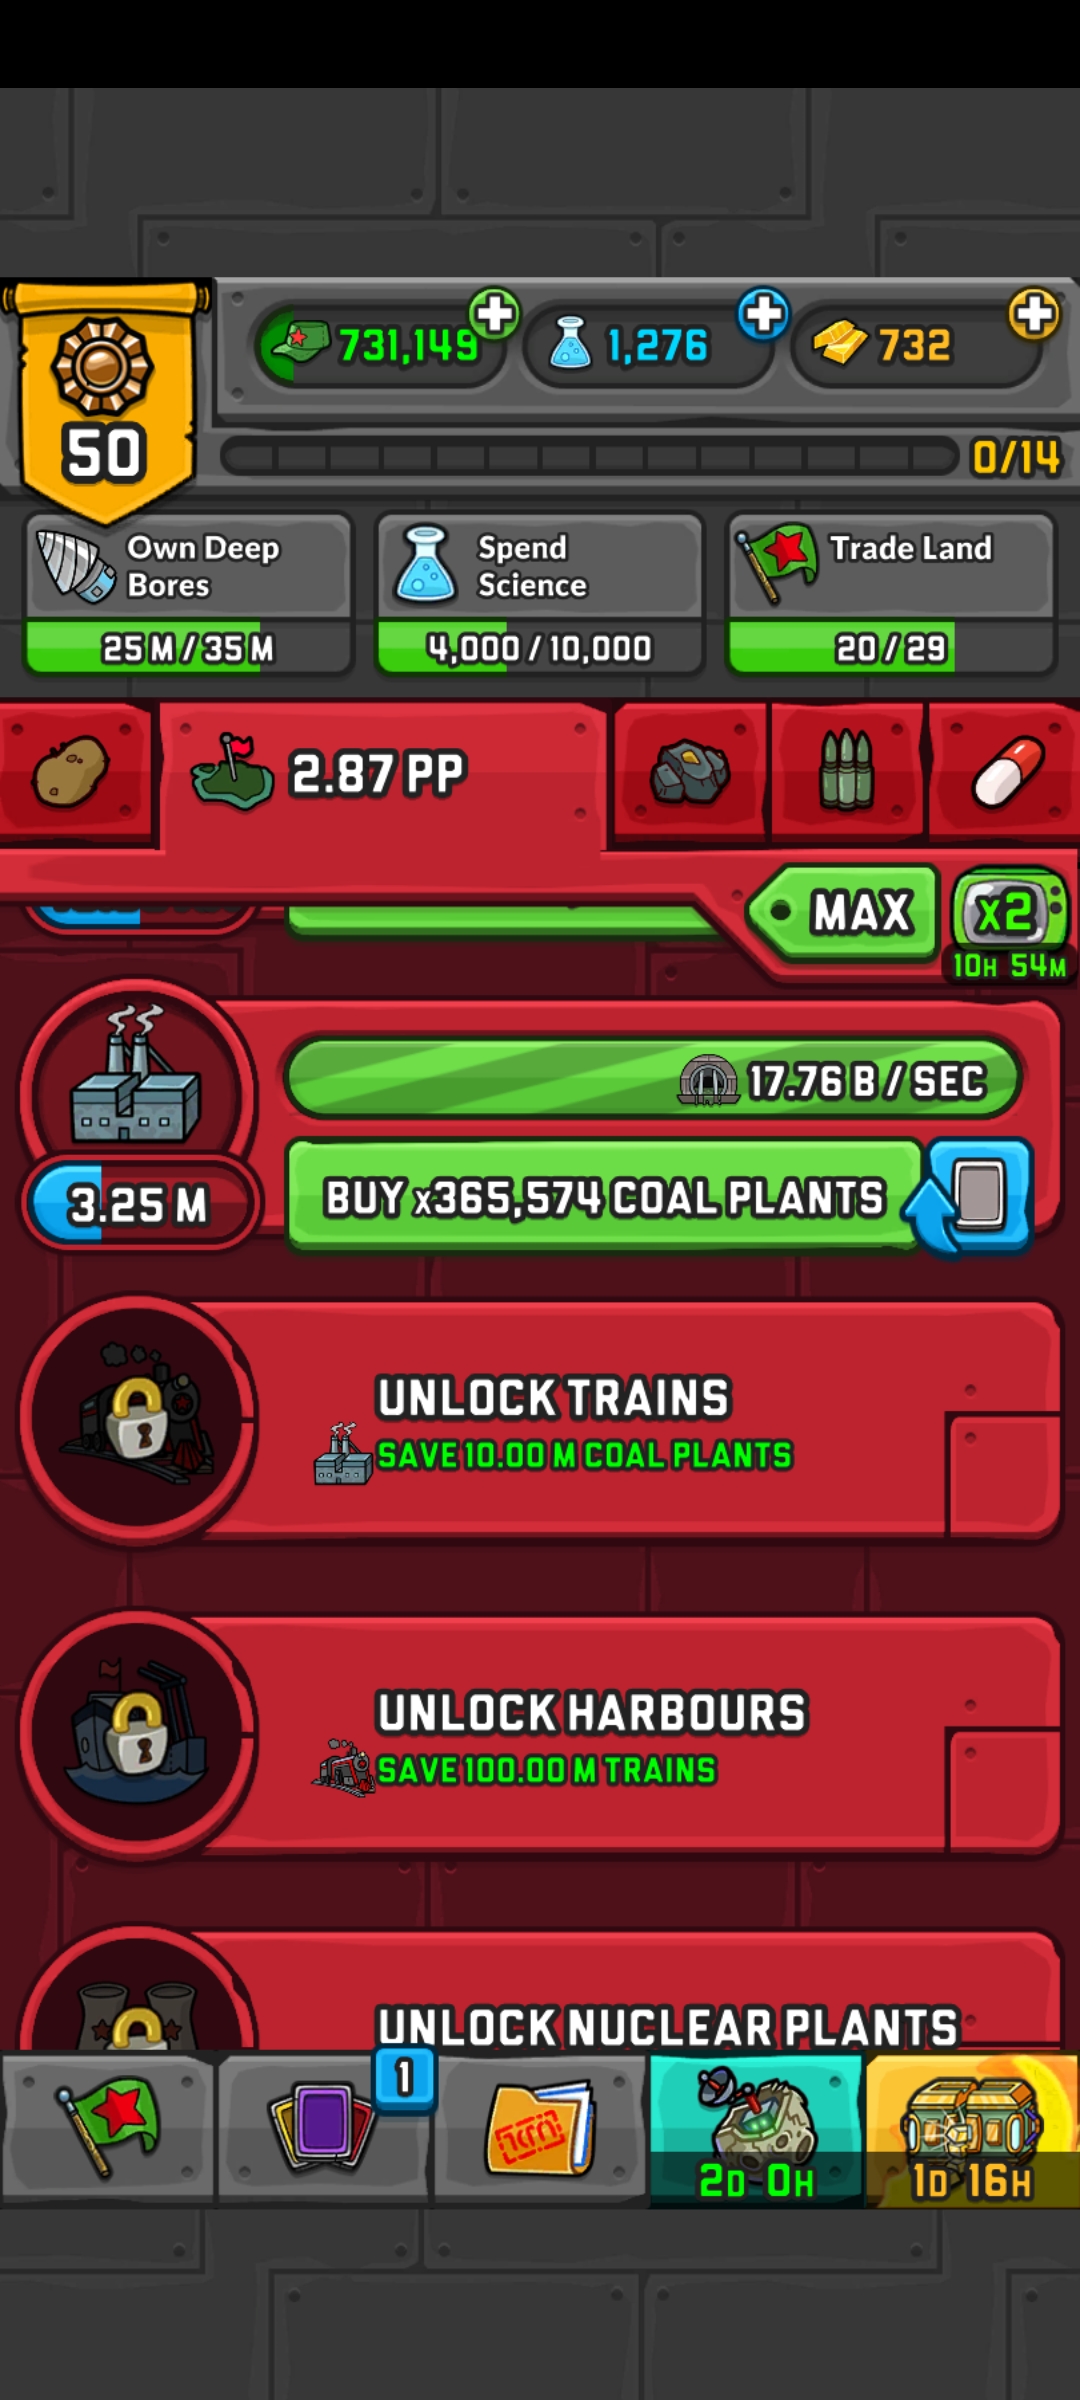 731,149
1,276
732
50
0/14
Own Deep
Bores
25 M / 35 M
Spend
Science
4,000 / 10,000
Trade Land
20 / 29
2.87 PP
MAX
X2
10H 54M
17.76 B / SEC
3.25 M
BUY x365,574 COAL PLANTS
UNLOCK TRAINS
SAVE 10.00 M COAL PLANTS
UNLOCK HARBOURS
SAVE 100.00 M TRAINS
UNLOCK NUCLEAR PLANTS
1
2D 0H
1D 16H